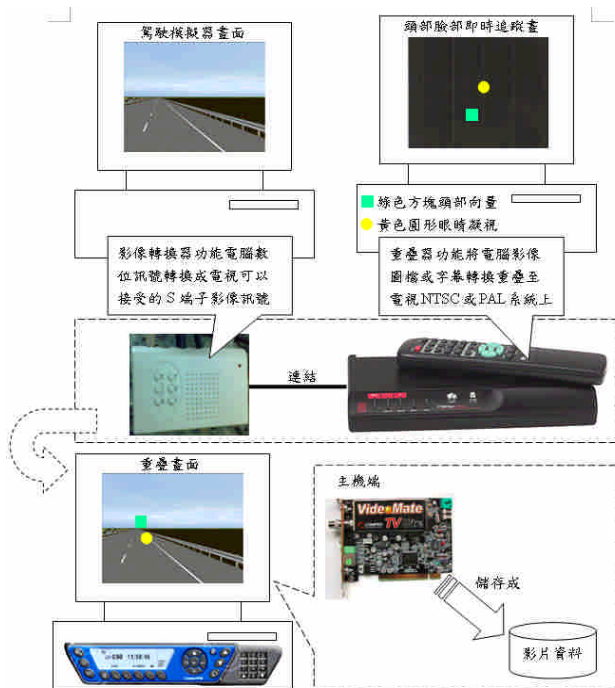 駕駛模擬器畫面
頭部臉部即時追蹤畫
綠色方塊頭部向量
黃色圓形眼睛凝視
影像轉換器功能電腦數
位訊號轉換成電視可以
接受的S端子影像訊號
重疊器功能將電腦影像
圖檔或字幕轉換重疊至
電視NTSC或PAL系統上
連結
重疊畫面
主機端
VideoMate
TV
儲存成
影片資料